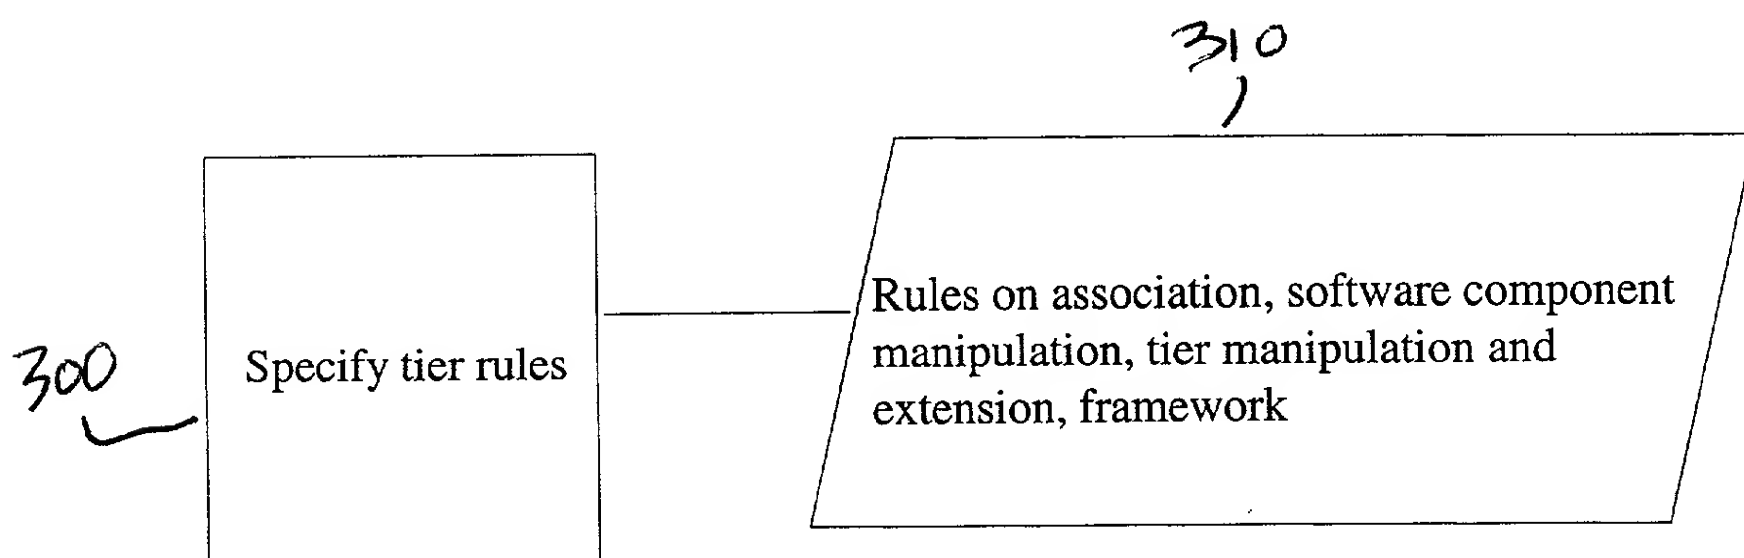 310
300
Specify tier rules
Rules on association, software component
manipulation, tier manipulation and
extension, framework